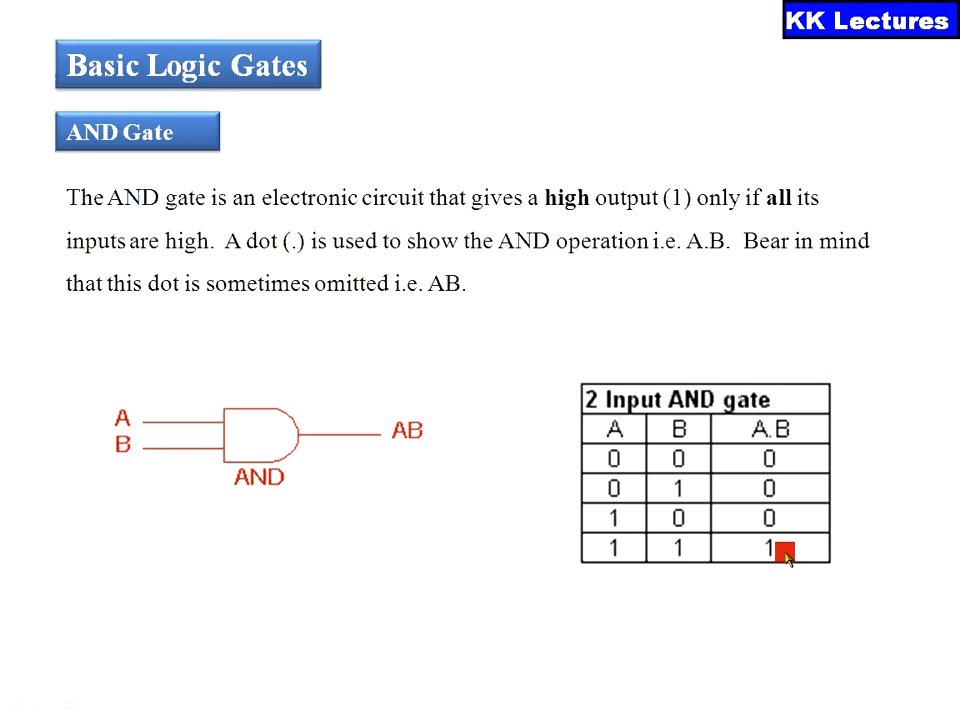 KK Lectures
Basic Logic Gates
AND Gate
The AND gate is an electronic circuit that gives a high output (1) only if all its
inputs are high. A dot (.) is used to show the AND operation i.e. A.B. Bear in mind
that this dot is sometimes omitted i.e. AB.
A
B
AB
AND
2 Input AND gate
A B A.B
0 0 0
0 1 0
1 0 0
1 1 1